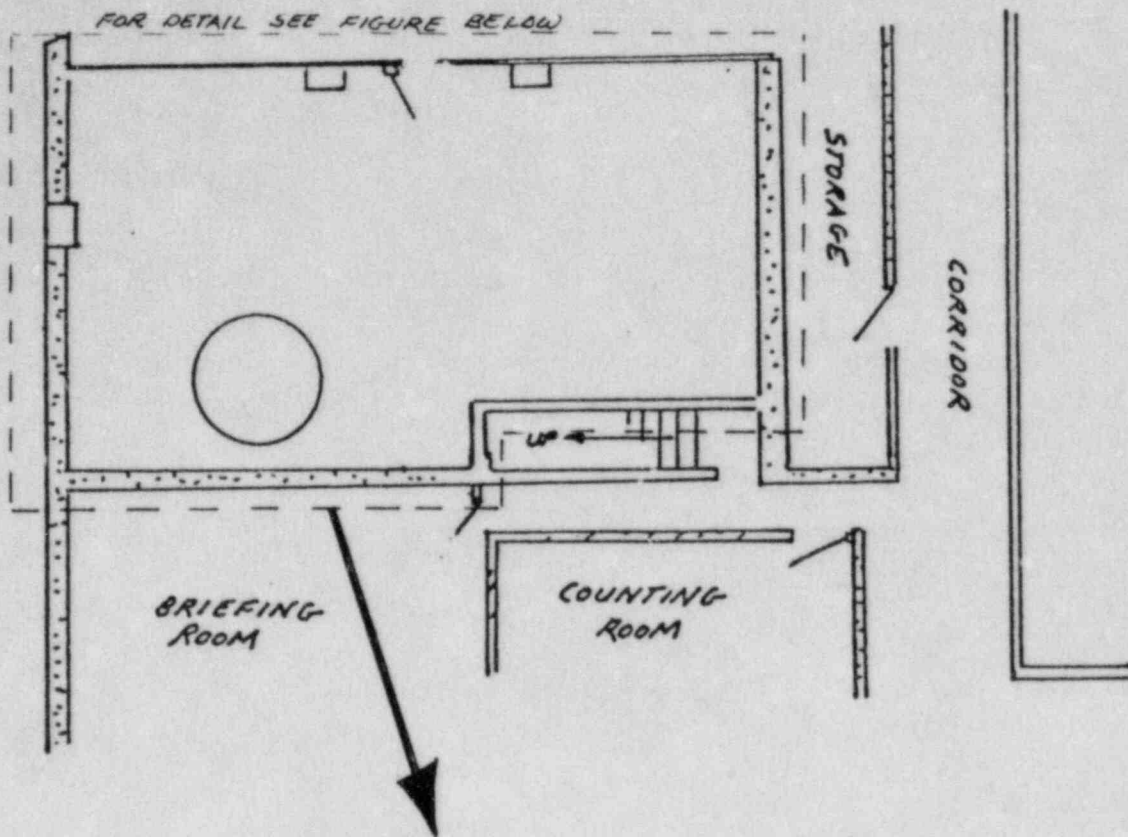 FOR DETAIL SEE FIGURE BELOW
STORAGE
CORRIDOR
UP
BRIEFING
ROOM
COUNTING
ROOM